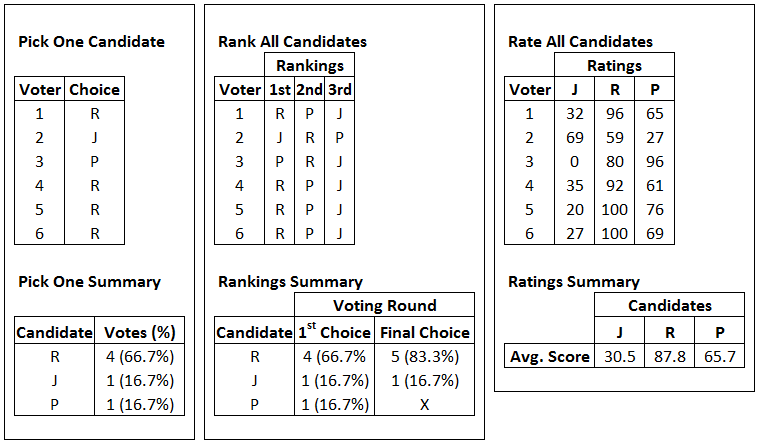 Pick One Candidate
Voter Choice
1 R
2 J
3 P
4 R
5 R
6 R
Pick One Summary
Candidate Votes (%)
R 4 (66.7%)
J 1 (16.7%)
P 1 (16.7%)
Rank All Candidates
Rankings
Voter 1st 2nd 3rd
1 R P J
2 J R P
3 P R J
4 R P J
5 R P J
6 R P J
Rankings Summary
Voting Round
Candidate 1st Choice Final Choice
R 4 (66.7% 5 (83.3%)
J 1 (16.7%) 1 (16.7%)
P 1 (16.7%) X
Rate All Candidates
Ratings
Voter J R P
1 32 96 65
2 69 59 27
3 0 80 96
4 35 92 61
5 20 100 76
6 27 100 69
Ratings Summary
Candidates
J R P
Avg. Score 30.5 87.8 65.7